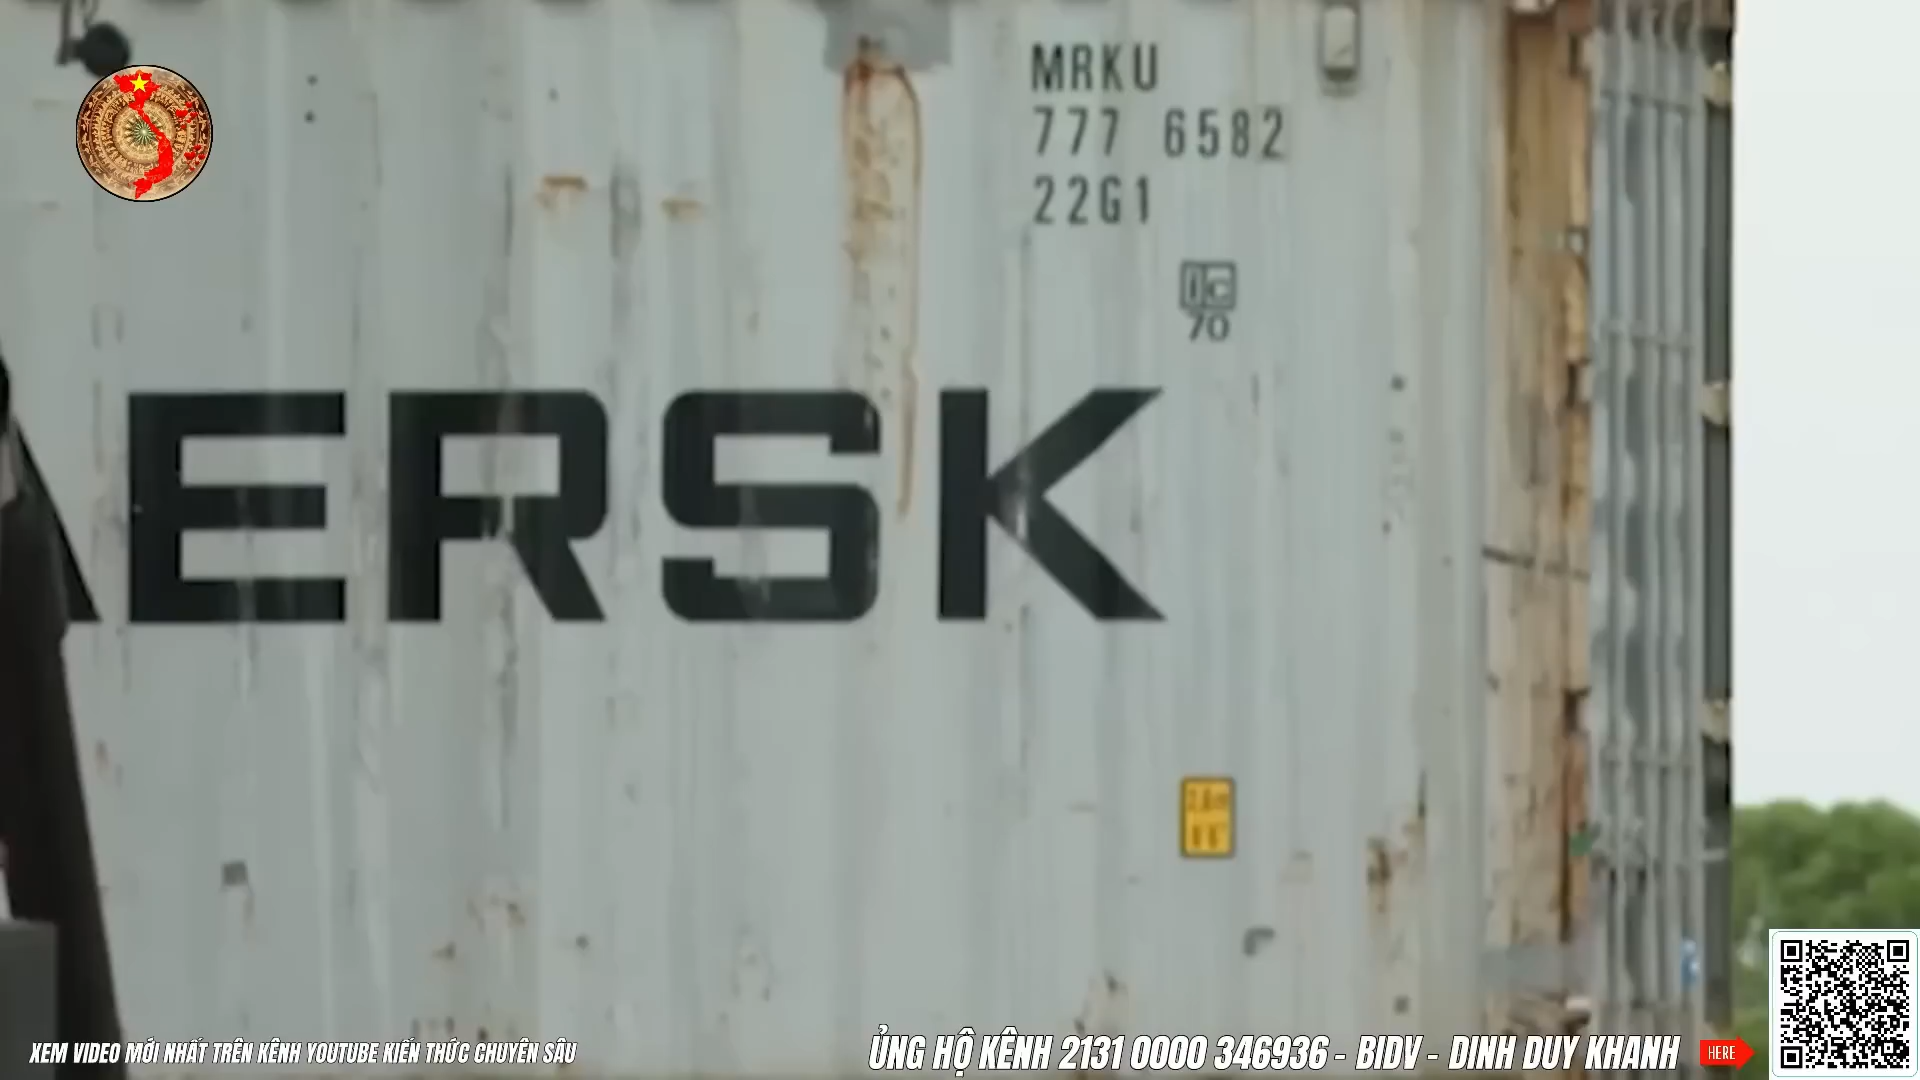 MRKU
777 6582
22G1
ic
70
ERSK
XEM VIDEO MỚI NHẤT TRÊN KÊNH YOUTUBE KIẾN THỨC CHUYÊN SÂU
ỦNG HỘ KÊNH 2131 0000 346936 - BIDV - DINH DUY KHANH
HERE